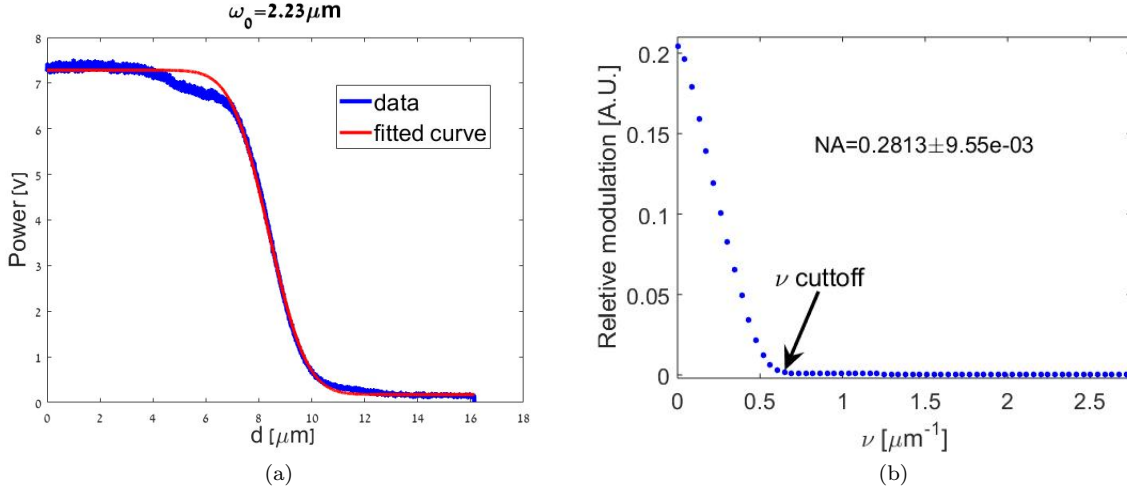 ω₀=2.23μm
8
7
6
5
4
3
2
1
0
Power [v]
data
fitted curve
0 2 4 6 8 10 12 14 16 18
d [μm]
(a)
0.2
0.15
0.1
0.05
0
Reletive modulation [A.U.]
NA=0.2813±9.55e-03
ν cuttoff
0 0.5 1 1.5 2 2.5
ν [μm⁻¹]
(b)